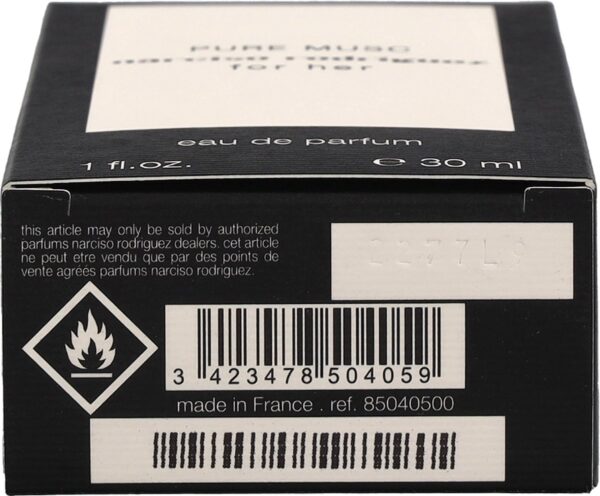 PURE MUSC
narciso rodriguez
for her
eau de parfum
1 fl.oz. e 30 ml
this article may only be sold by authorized
parfums narciso rodriguez dealers. cet article
ne peut etre vendu que par des points de
vente agréés parfums narciso rodriguez.
3 423478 504059
made in France . ref. 85040500